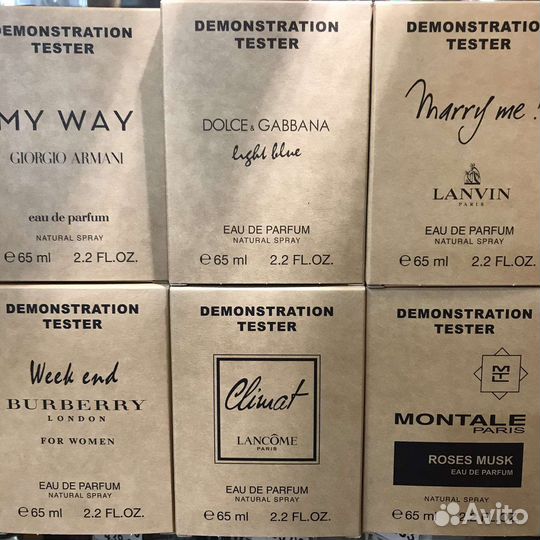 DEMONSTRATION
TESTER
MY WAY
GIORGIO ARMANI
eau de parfum
NATURAL SPRAY
℮ 65 ml 2.2 FL.OZ.
DEMONSTRATION
TESTER
DOLCE & GABBANA
light blue
EAU DE PARFUM
NATURAL SPRAY
℮ 65 ml 2.2 FL.OZ.
DEMONSTRATION
TESTER
Marry me!
LANVIN
PARIS
EAU DE PARFUM
NATURAL SPRAY
℮ 65 ml 2.2 FL.OZ.
DEMONSTRATION
TESTER
Week end
BURBERRY
LONDON
FOR WOMEN
EAU DE PARFUM
NATURAL SPRAY
℮ 65 ml 2.2 FL.OZ.
DEMONSTRATION
TESTER
Climat
LANCÔME
PARIS
EAU DE PARFUM
NATURAL SPRAY
℮ 65 ml 2.2 FL.OZ.
DEMONSTRATION
TESTER
MONTALE
PARIS
ROSES MUSK
EAU DE PARFUM
NATURAL SPRAY
℮ 65 ml 2.2 FL.OZ.
Avito